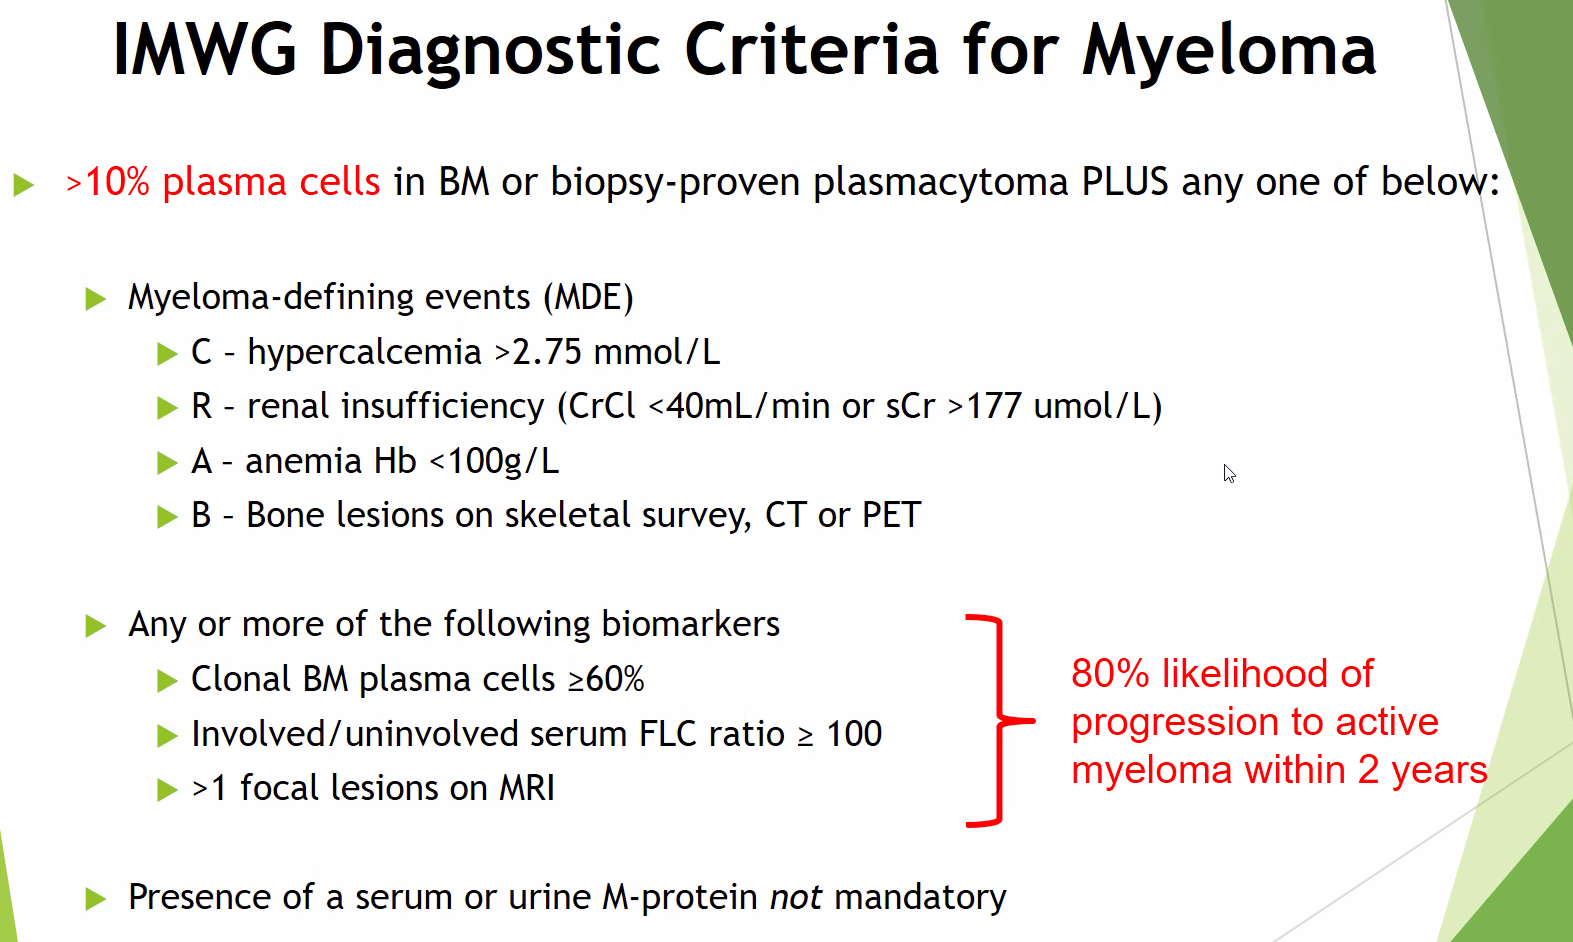 IMWG Diagnostic Criteria for Myeloma
>10% plasma cells in BM or biopsy-proven plasmacytoma PLUS any one of below:
Myeloma-defining events (MDE)
C – hypercalcemia >2.75 mmol/L
R – renal insufficiency (CrCl <40mL/min or sCr >177 umol/L)
A – anemia Hb <100g/L
B – Bone lesions on skeletal survey, CT or PET
Any or more of the following biomarkers
Clonal BM plasma cells ≥60%
Involved/uninvolved serum FLC ratio ≥ 100
>1 focal lesions on MRI
80% likelihood of
progression to active
myeloma within 2 years
Presence of a serum or urine M-protein not mandatory